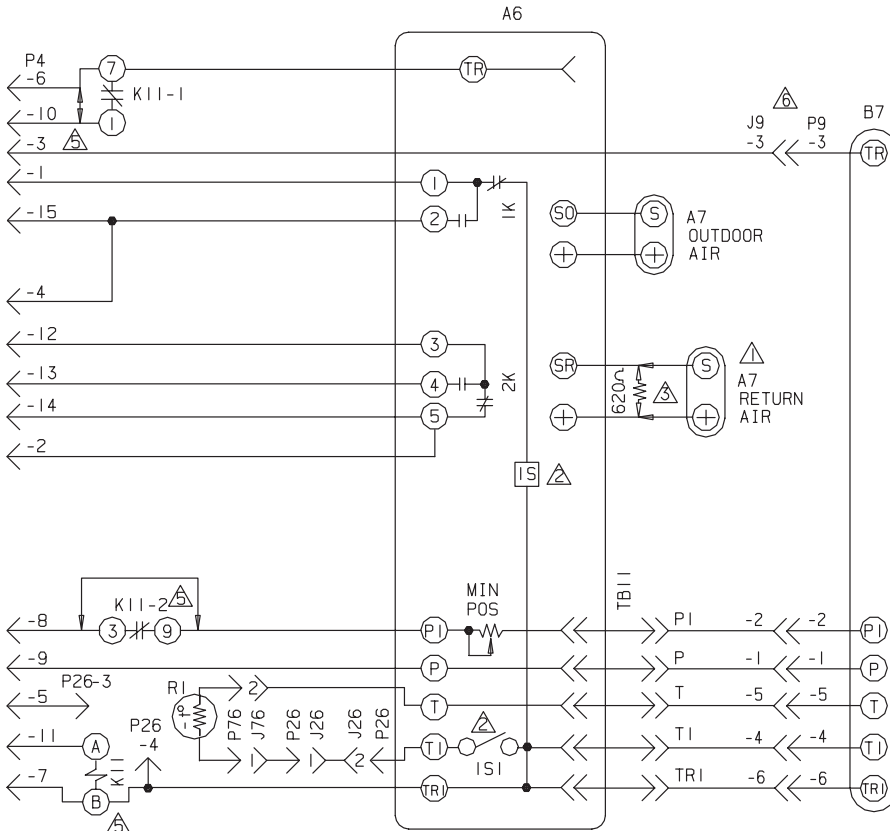 A6
P4
-6
7
K11-1
TR
-10
1
5
6
J9
P9
B7
-3
-3
-3
TR
-1
1
1K
-15
2
SO
S
A7
OUTDOOR
AIR
+
+
-4
-12
3
-13
4
2K
-14
5
SR
620Ω
3
S
1
A7
RETURN
AIR
+
+
-2
1S
2
TB11
MIN
POS
K11-2
5
-8
3
9
P1
P1
-2
-2
P1
-9
P
P
-1
-1
P
P26-3
-5
R1
-t°
2
T
T
-5
-5
T
P26
-4
P76
J76
P26
J26
J26
P26
2
-11
A
1
1
2
T1
1S1
T1
-4
-4
T1
K11
-7
B
TR1
TR1
-6
-6
TR1
5